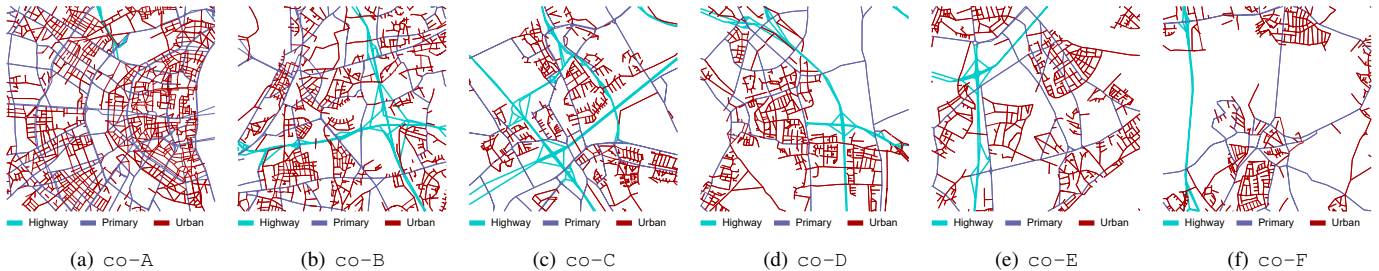 Highway Primary Urban
Highway Primary Urban
Highway Primary Urban
Highway Primary Urban
Highway Primary Urban
Highway Primary Urban
(a) co-A
(b) co-B
(c) co-C
(d) co-D
(e) co-E
(f) co-F